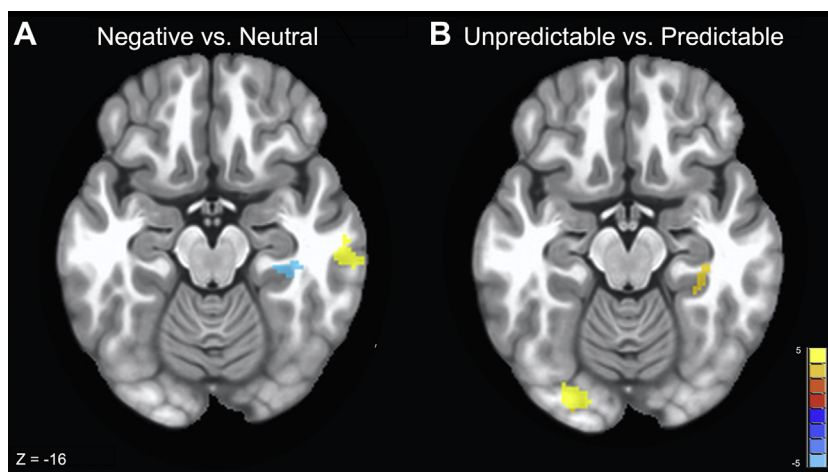 A Negative vs. Neutral
B Unpredictable vs. Predictable
5
-5
Z = -16